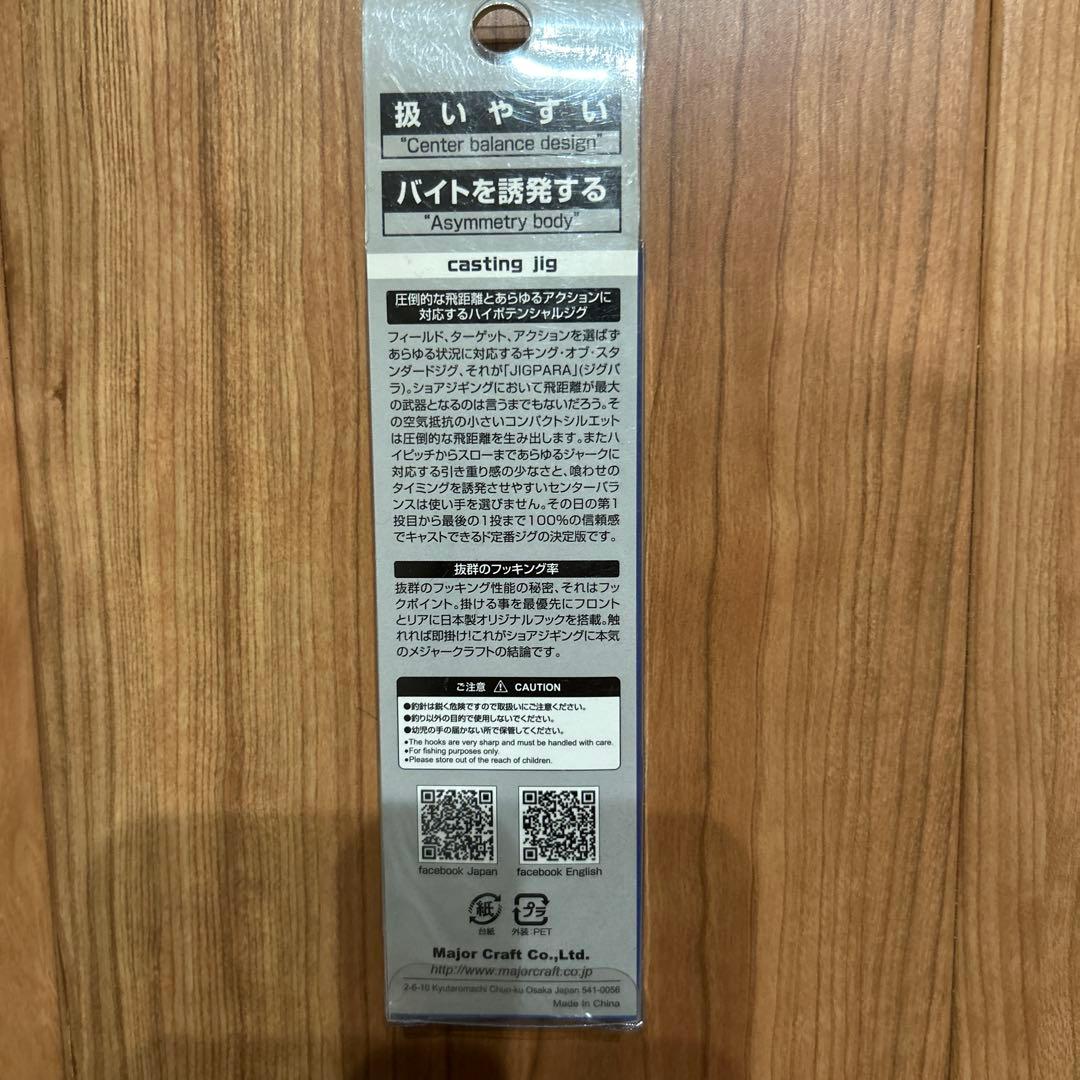 扱いやすい
"Center balance design"
バイトを誘発する
"Asymmetry body"
casting jig
圧倒的な飛距離とあらゆるアクションに
対応するハイポテンシャルジグ
フィールド、ターゲット、アクションを選ばず
あらゆる状況に対応するキング・オブ・スタ
ンダードジグ、それが「JIGPARA」(ジグパ
ラ)。ショアジギングにおいて飛距離が最大
の武器となるのは言うまでもないだろう。そ
の空気抵抗の小さいコンパクトシルエット
は圧倒的な飛距離を生み出します。またハ
イピッチからスローまであらゆるジャークに
対応する引き重り感の少なさと、喰わせの
タイミングを誘発させやすいセンターバラ
ンスは使い手を選びません。その日の第1
投目から最後の1投まで100%の信頼感
でキャストできるド定番ジグの決定版です。
抜群のフッキング率
抜群のフッキング性能の秘密、それはフッ
クポイント。掛ける事を最優先にフロント
とリアに日本製オリジナルフックを搭載。触
れれば即掛け!これがショアジギングに本気
のメジャークラフトの結論です。
ご注意 ⚠ CAUTION
●釣針は鋭く危険ですので取扱いにご注意ください。
●釣り以外の目的で使用しないでください。
●幼児の手の届かない所で保管してください。
●The hooks are very sharp and must be handled with care.
●For fishing purposes only.
●Please store out of the reach of children.
facebook Japan facebook English
紙 プラ
台紙 外装:PET
Major Craft Co.,Ltd.
http://www.majorcraft.co.jp
2-6-10 Kyutaromachi Chuo-ku Osaka Japan 541-0056
Made in China